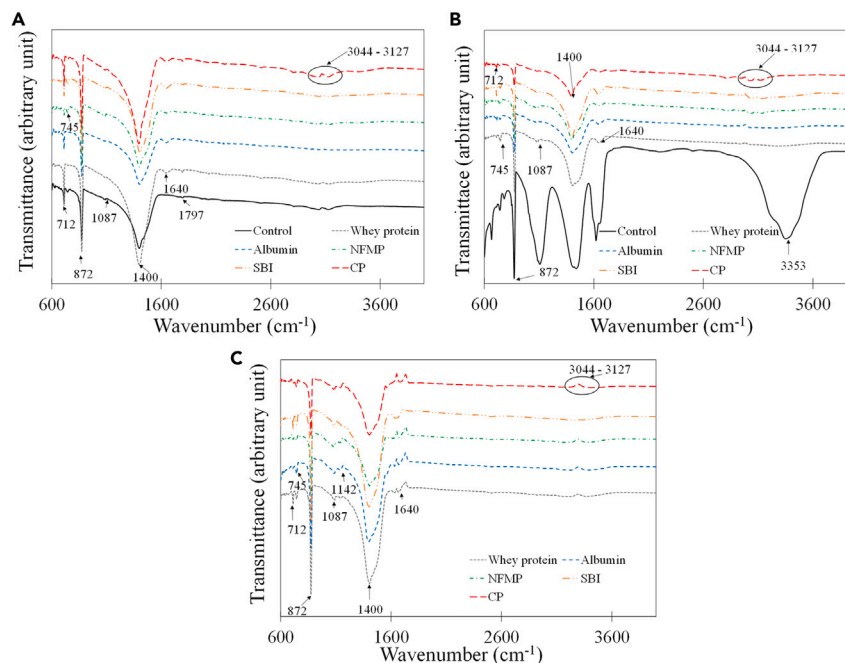 A
Transmittance (arbitrary unit)
3044 - 3127
745
1640
712
1087
1797
Control
Whey protein
Albumin
NFMP
SBI
CP
872
1400
600
1600
2600
3600
Wavenumber (cm-1)
B
Transmittace (arbitrary unit)
3044 - 3127
1400
712
1640
745
1087
Control
Whey protein
Albumin
NFMP
SBI
CP
872
3353
600
1600
2600
3600
Wavenumber (cm-1)
C
Transmittance (arbitrary unit)
3044 - 3127
745
1142
712
1087
1640
Whey protein
Albumin
NFMP
SBI
CP
872
1400
600
1600
2600
3600
Wavenumber (cm-1)